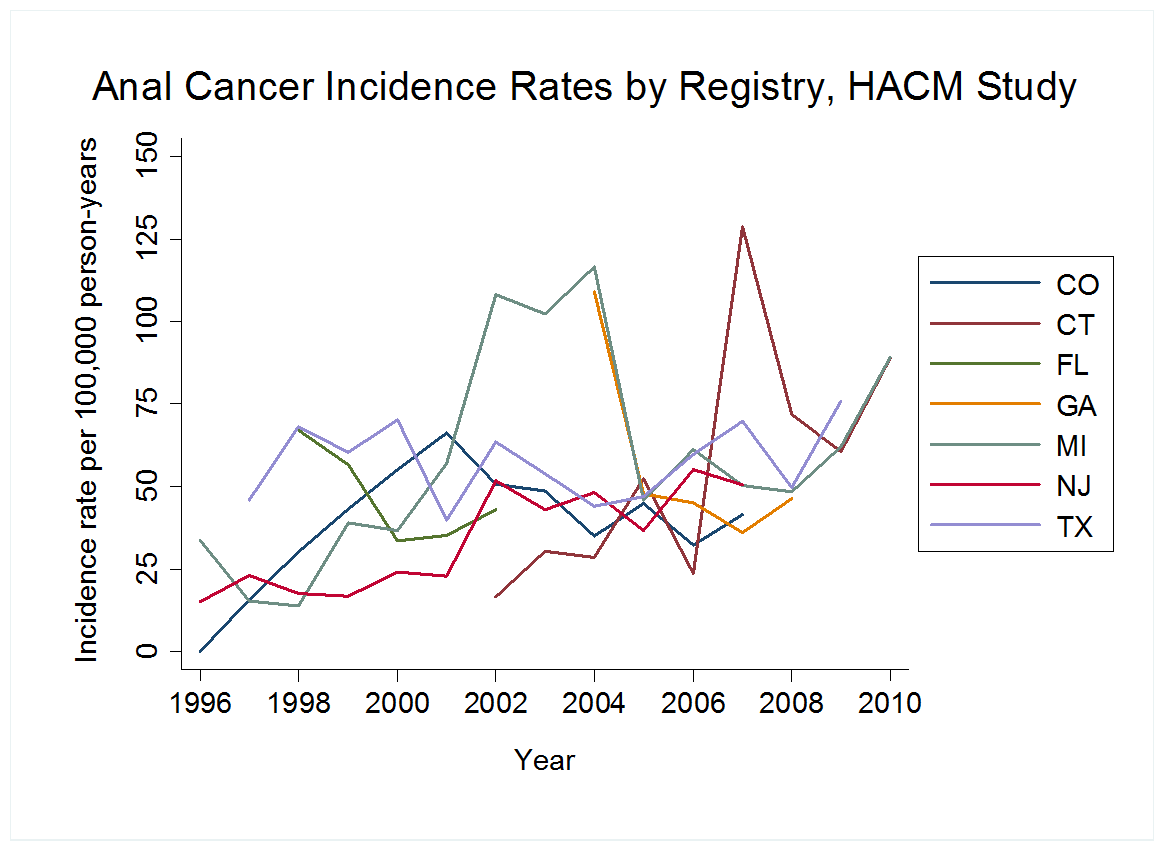 Anal Cancer Incidence Rates by Registry, HACM Study
Incidence rate per 100,000 person-years
150
125
100
75
50
25
0
1996 1998 2000 2002 2004 2006 2008 2010
Year
CO
CT
FL
GA
MI
NJ
TX